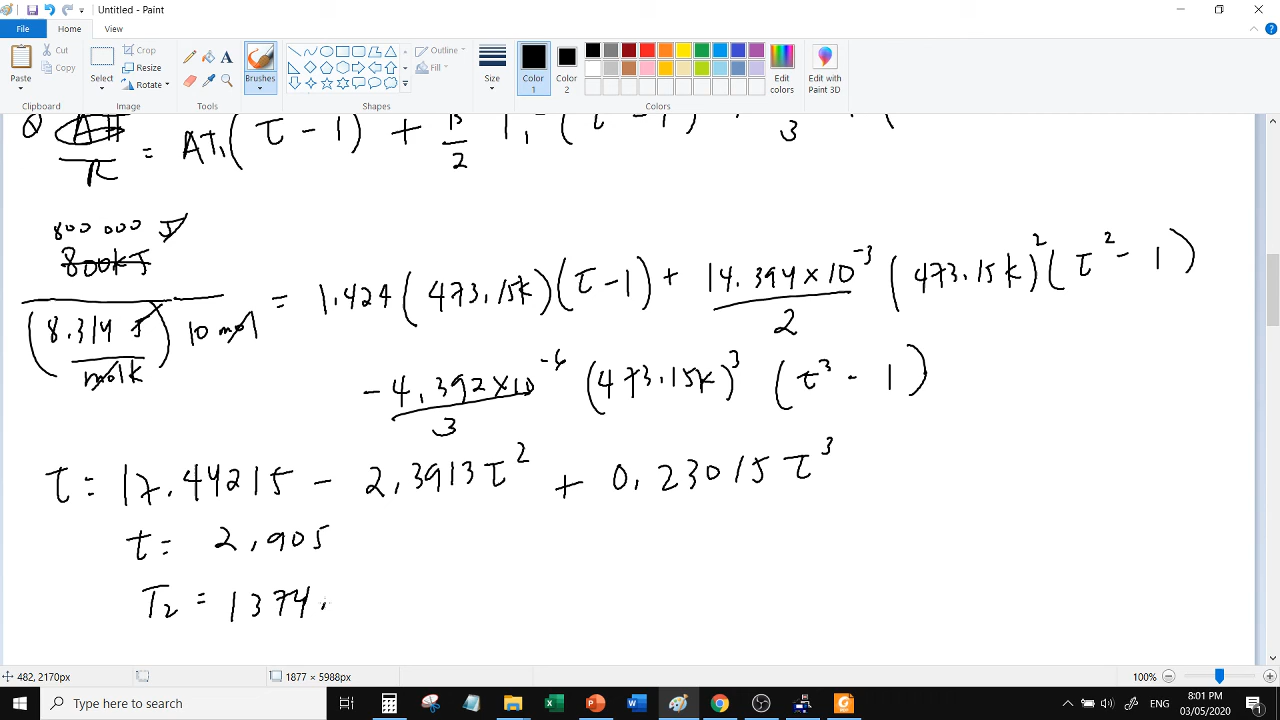 Untitled - Paint
File Home View
Paste Cut Copy Clipboard
Select Crop Resize Rotate Image
Tools
Brushes
Shapes Outline Fill
Size
Color 1 Color 2 Edit colors Edit with Paint 3D
Colors
R = AT₁(τ - 1) + B/2 T₁ (τ - 1) 3
800 000 J
800kJ
(8.314 J/molK) 10 mol = 1.424(473.15K)(τ-1) + 14.394×10⁻³/2 (473.15K)²(τ² - 1)
-4.392×10⁻⁶/3 (473.15K)³ (τ³ - 1)
τ = 17.44215 - 2.3913τ² + 0.23015τ³
τ = 2.905
T₂ = 1374.
482, 2170px 1877 × 5988px 100%
Type here to search ENG 8:01 PM
03/05/2020